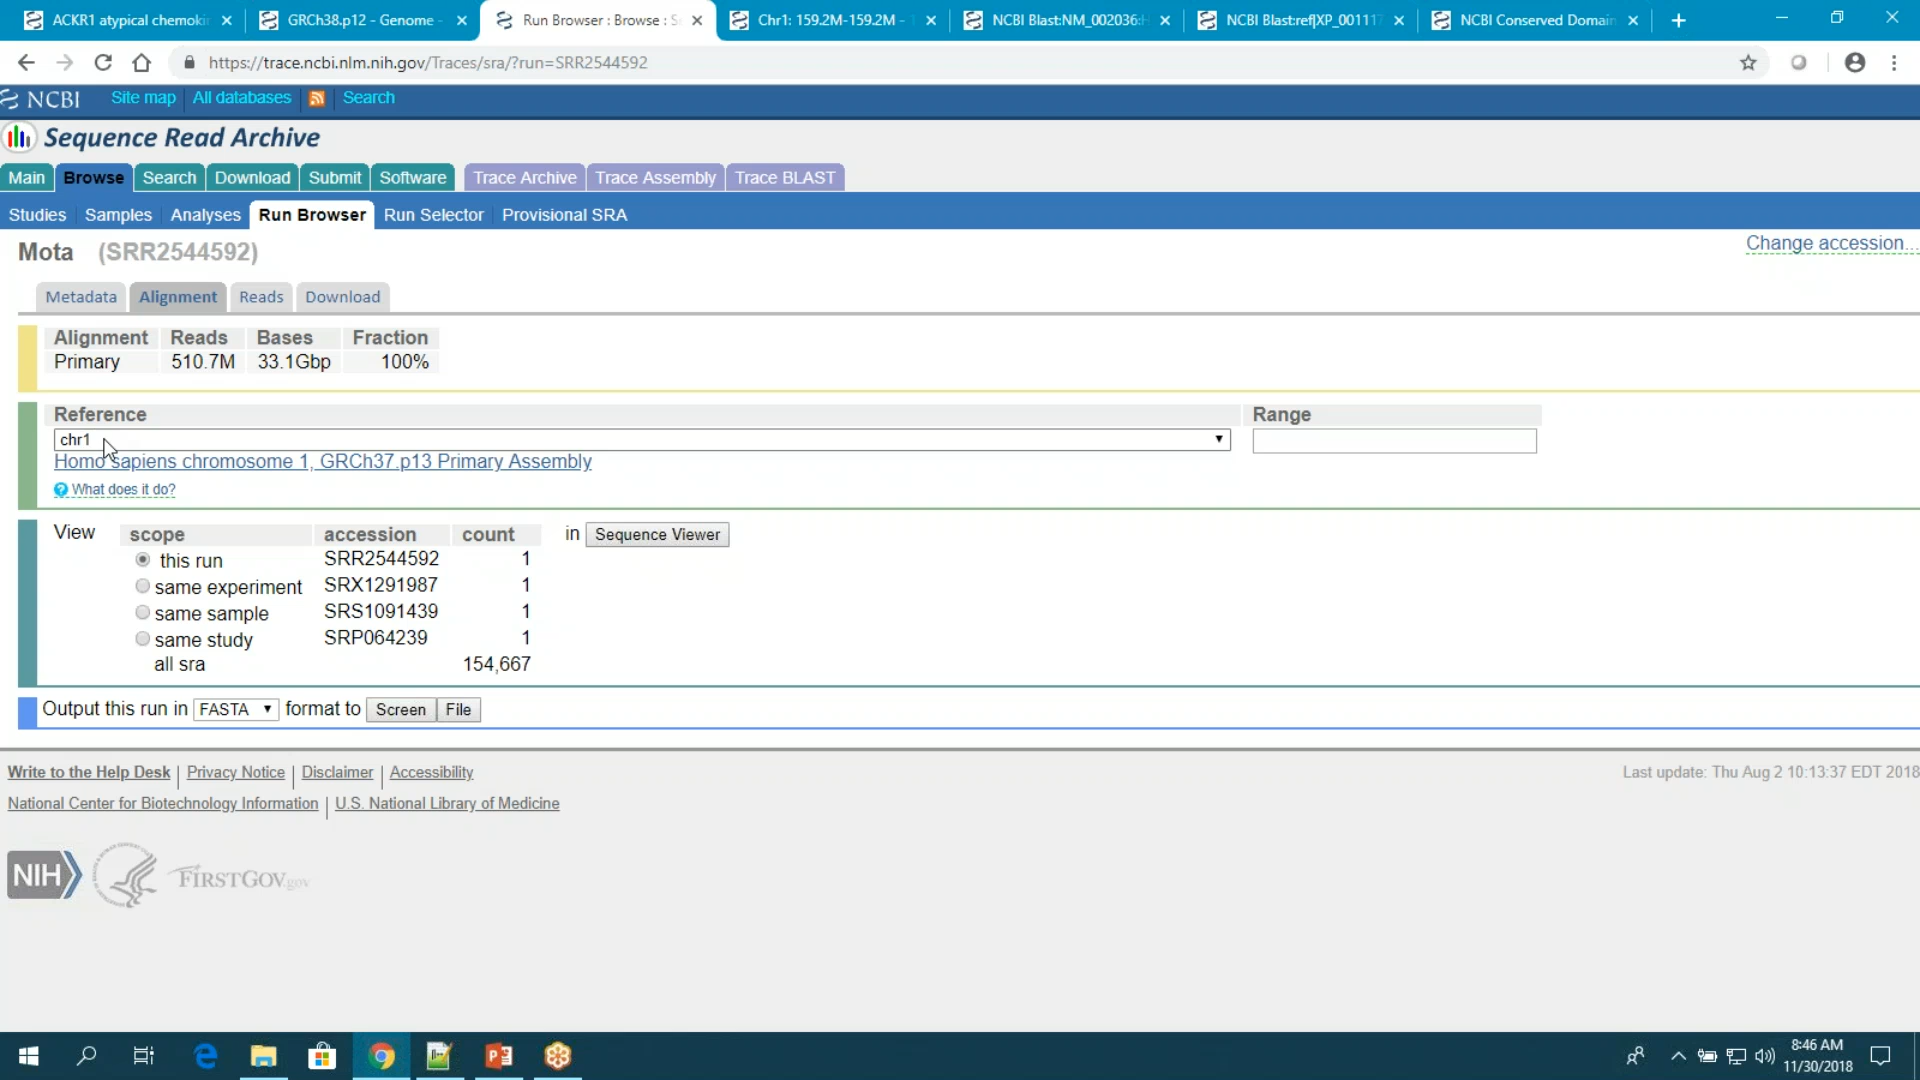 ACKR1 atypical chemoki
GRCh38.p12 - Genome -
Run Browser : Browse : S
Chr1: 159.2M-159.2M -
NCBI Blast:NM_002036:
NCBI Blast:ref|XP_00111
NCBI Conserved Domain
https://trace.ncbi.nlm.nih.gov/Traces/sra/?run=SRR2544592
NCBI Site map All databases Search
Sequence Read Archive
Main Browse Search Download Submit Software Trace Archive Trace Assembly Trace BLAST
Studies Samples Analyses Run Browser Run Selector Provisional SRA
Mota (SRR2544592)
Change accession...
Metadata Alignment Reads Download
Alignment Reads Bases Fraction
Primary 510.7M 33.1Gbp 100%
Reference Range
chr1
Homo sapiens chromosome 1, GRCh37.p13 Primary Assembly
? What does it do?
View scope accession count in Sequence Viewer
this run SRR2544592 1
same experiment SRX1291987 1
same sample SRS1091439 1
same study SRP064239 1
all sra 154,667
Output this run in FASTA format to Screen File
Write to the Help Desk | Privacy Notice | Disclaimer | Accessibility
Last update: Thu Aug 2 10:13:37 EDT 2018
National Center for Biotechnology Information | U.S. National Library of Medicine
NIH
FIRSTGOV.gov
8:46 AM
11/30/2018